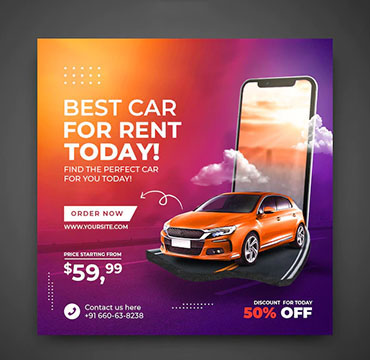 BEST CAR
FOR RENT
TODAY!
FIND THE PERFECT CAR
FOR YOU TODAY!
ORDER NOW
WWW.YOURSITE.COM
PRICE STARTING FROM
$59,99
Contact us here
+91 660-63-8238
DISCOUNT FOR TODAY
50% OFF